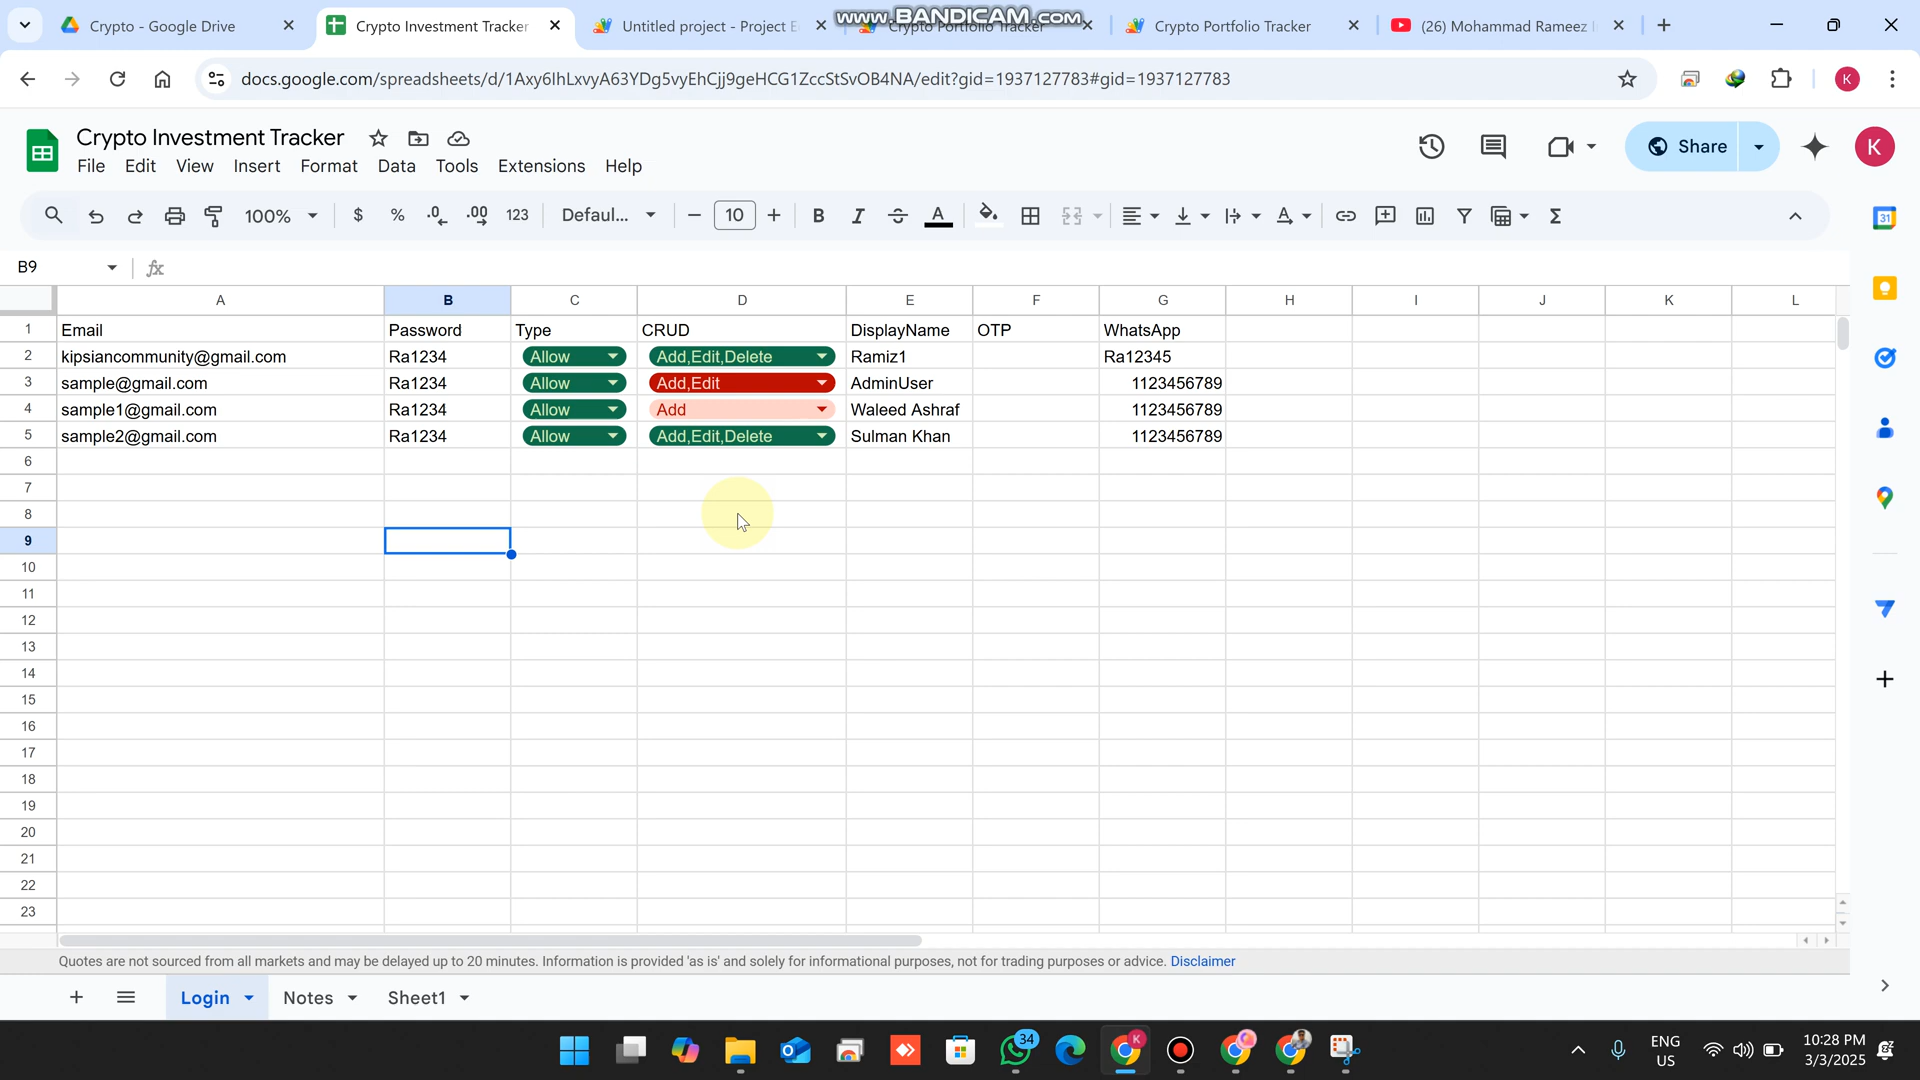 www.BANDICAM.com
Crypto - Google Drive
Crypto Investment Tracker
Untitled project - Project E
Crypto Portfolio Tracker
Crypto Portfolio Tracker
(26) Mohammad Rameez I
docs.google.com/spreadsheets/d/1Axy6IhLxvyA63YDg5vyEhCjj9geHCG1ZccStSvOB4NA/edit?gid=1937127783#gid=1937127783
K
Crypto Investment Tracker
File Edit View Insert Format Data Tools Extensions Help
Share
K
100% $ % .0 .00 123 Defaul... 10 B I A
31
B9 fx
A B C D E F G H I J K L
1 Email Password Type CRUD DisplayName OTP WhatsApp
2 kipsiancommunity@gmail.com Ra1234 Allow Add,Edit,Delete Ramiz1 Ra12345
3 sample@gmail.com Ra1234 Allow Add,Edit AdminUser 1123456789
4 sample1@gmail.com Ra1234 Allow Add Waleed Ashraf 1123456789
5 sample2@gmail.com Ra1234 Allow Add,Edit,Delete Sulman Khan 1123456789
6
7
8
9
10
11
12
13
14
15
16
17
18
19
20
21
22
23
Quotes are not sourced from all markets and may be delayed up to 20 minutes. Information is provided 'as is' and solely for informational purposes, not for trading purposes or advice. Disclaimer
Login Notes Sheet1
34
K
ENG
US
10:28 PM
3/3/2025